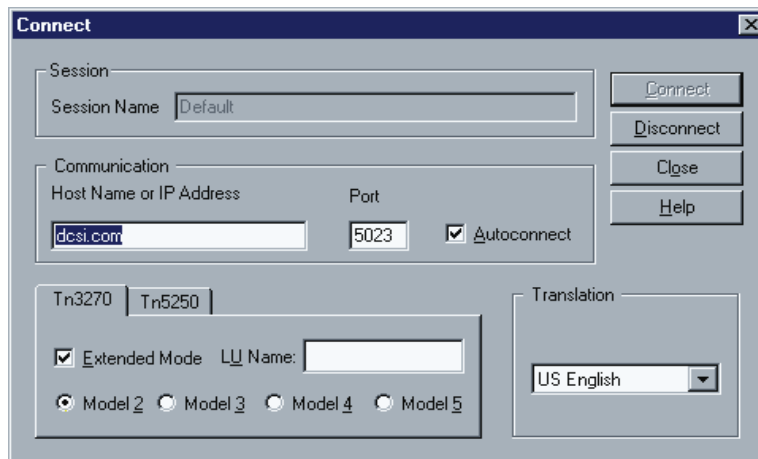 Connect
Session
Session Name Default
Connect
Disconnect
Close
Help
Communication
Host Name or IP Address Port
dcsi.com 5023 Autoconnect
Tn3270 Tn5250
Extended Mode LU Name:
Model 2 Model 3 Model 4 Model 5
Translation
US English